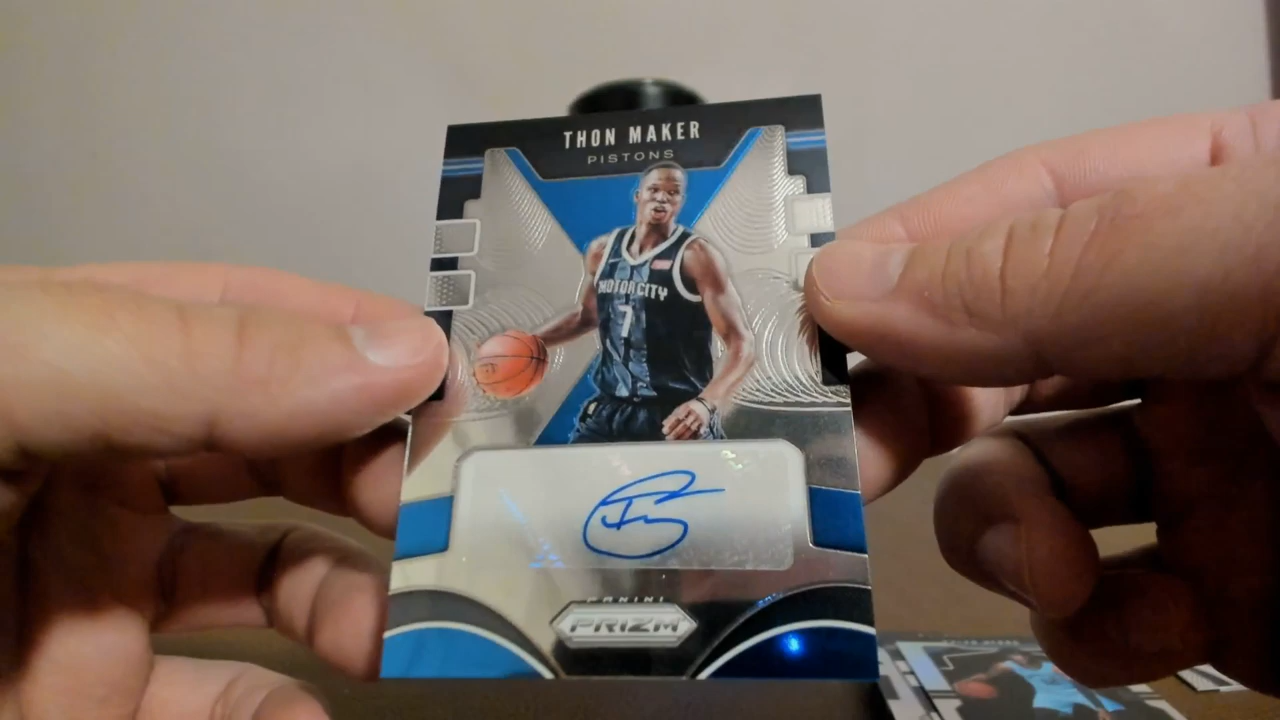 THON MAKER
PISTONS
MOTOR CITY
7
PANINI
PRIZM